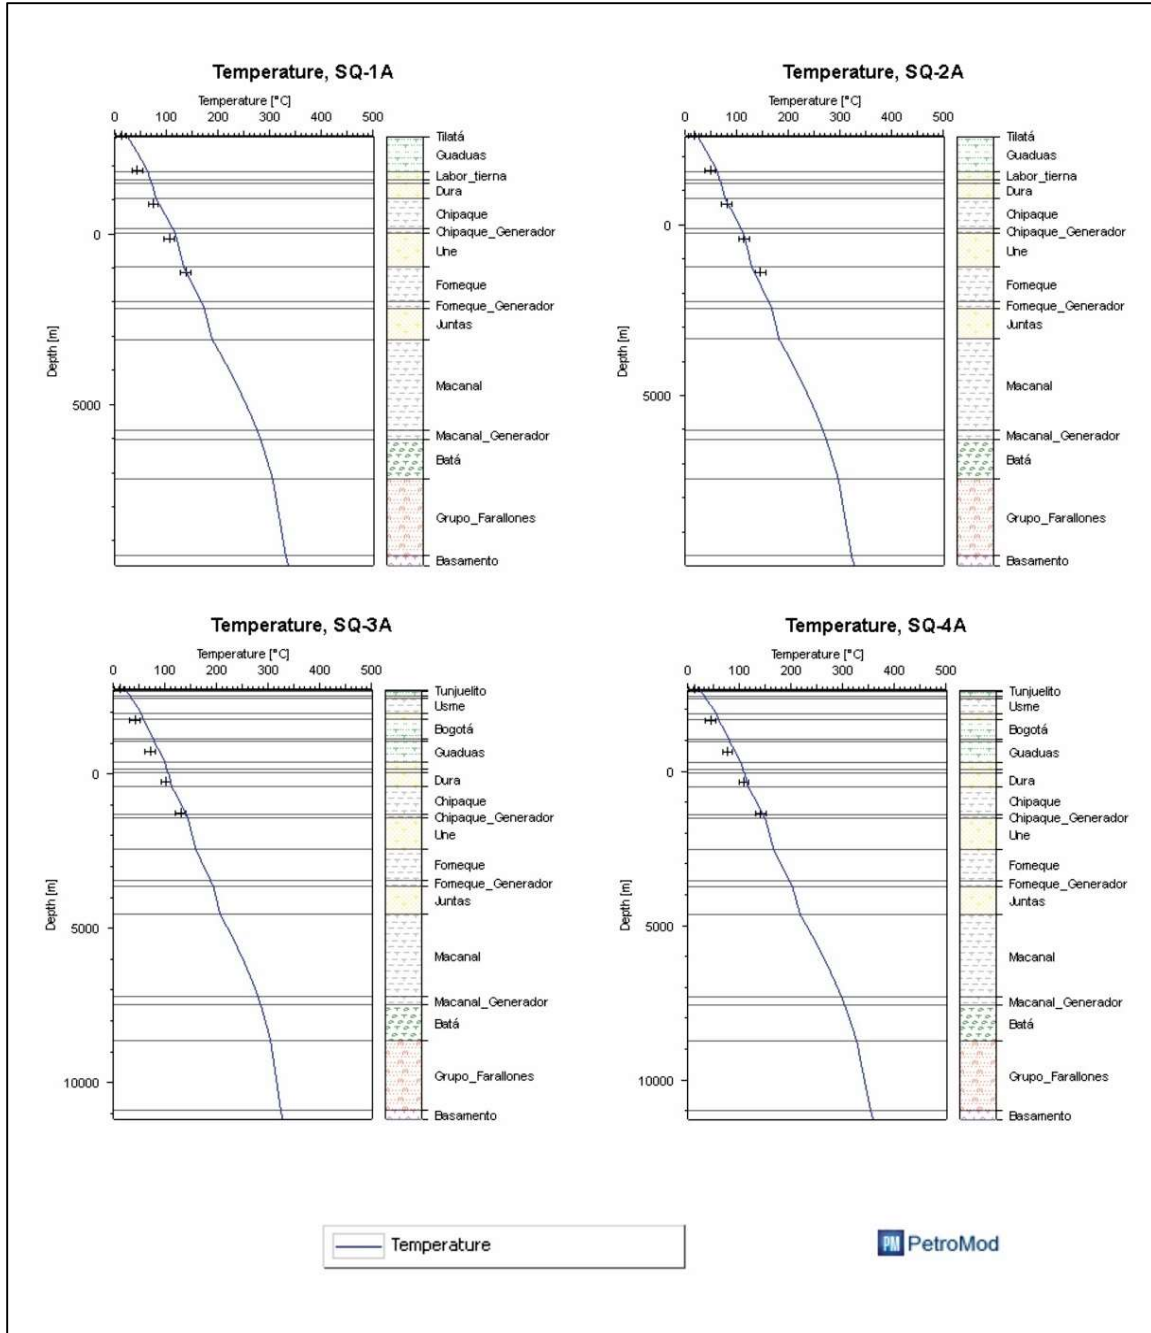 Temperature, SQ-1A
Temperature [°C]
0 100 200 300 400 500
Tilatá
Guaduas
Labor_tierna
Dura
Chipaque
Chipaque_Generador
Une
Fomeque
Fomeque_Generador
Juntas
Macanal
Macanal_Generador
Batá
Grupo_Farallones
Basamento
Depth [m]
0
5000
Temperature, SQ-2A
Temperature [°C]
0 100 200 300 400 500
Tilatá
Guaduas
Labor_tierna
Dura
Chipaque
Chipaque_Generador
Une
Fomeque
Fomeque_Generador
Juntas
Macanal
Macanal_Generador
Batá
Grupo_Farallones
Basamento
Depth [m]
0
5000
Temperature, SQ-3A
Temperature [°C]
0 100 200 300 400 500
Tunjuelito
Usme
Bogotá
Guaduas
Dura
Chipaque
Chipaque_Generador
Une
Fomeque
Fomeque_Generador
Juntas
Macanal
Macanal_Generador
Batá
Grupo_Farallones
Basamento
Depth [m]
0
5000
10000
Temperature, SQ-4A
Temperature [°C]
0 100 200 300 400 500
Tunjuelito
Usme
Bogotá
Guaduas
Dura
Chipaque
Chipaque_Generador
Une
Fomeque
Fomeque_Generador
Juntas
Macanal
Macanal_Generador
Batá
Grupo_Farallones
Basamento
Depth [m]
0
5000
10000
Temperature
PM PetroMod